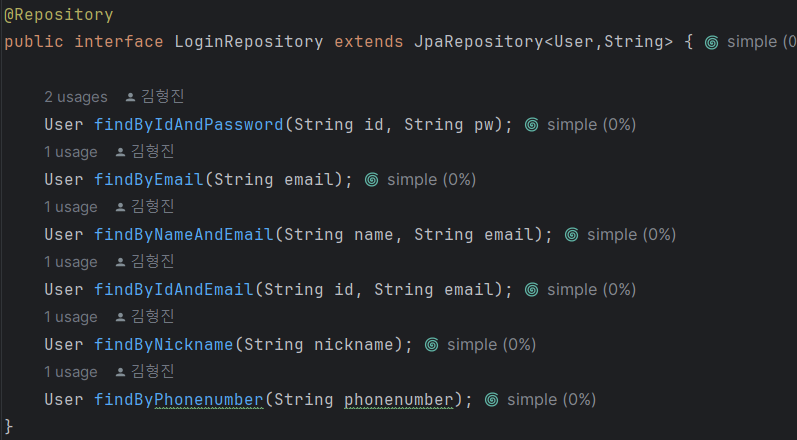 @Repository
public interface LoginRepository extends JpaRepository<User,String> { simple (0
2 usages 김형진
User findByIdAndPassword(String id, String pw); simple (0%)
1 usage 김형진
User findByEmail(String email); simple (0%)
1 usage 김형진
User findByNameAndEmail(String name, String email); simple (0%)
1 usage 김형진
User findByIdAndEmail(String id, String email); simple (0%)
1 usage 김형진
User findByNickname(String nickname); simple (0%)
1 usage 김형진
User findByPhonenumber(String phonenumber); simple (0%)
}